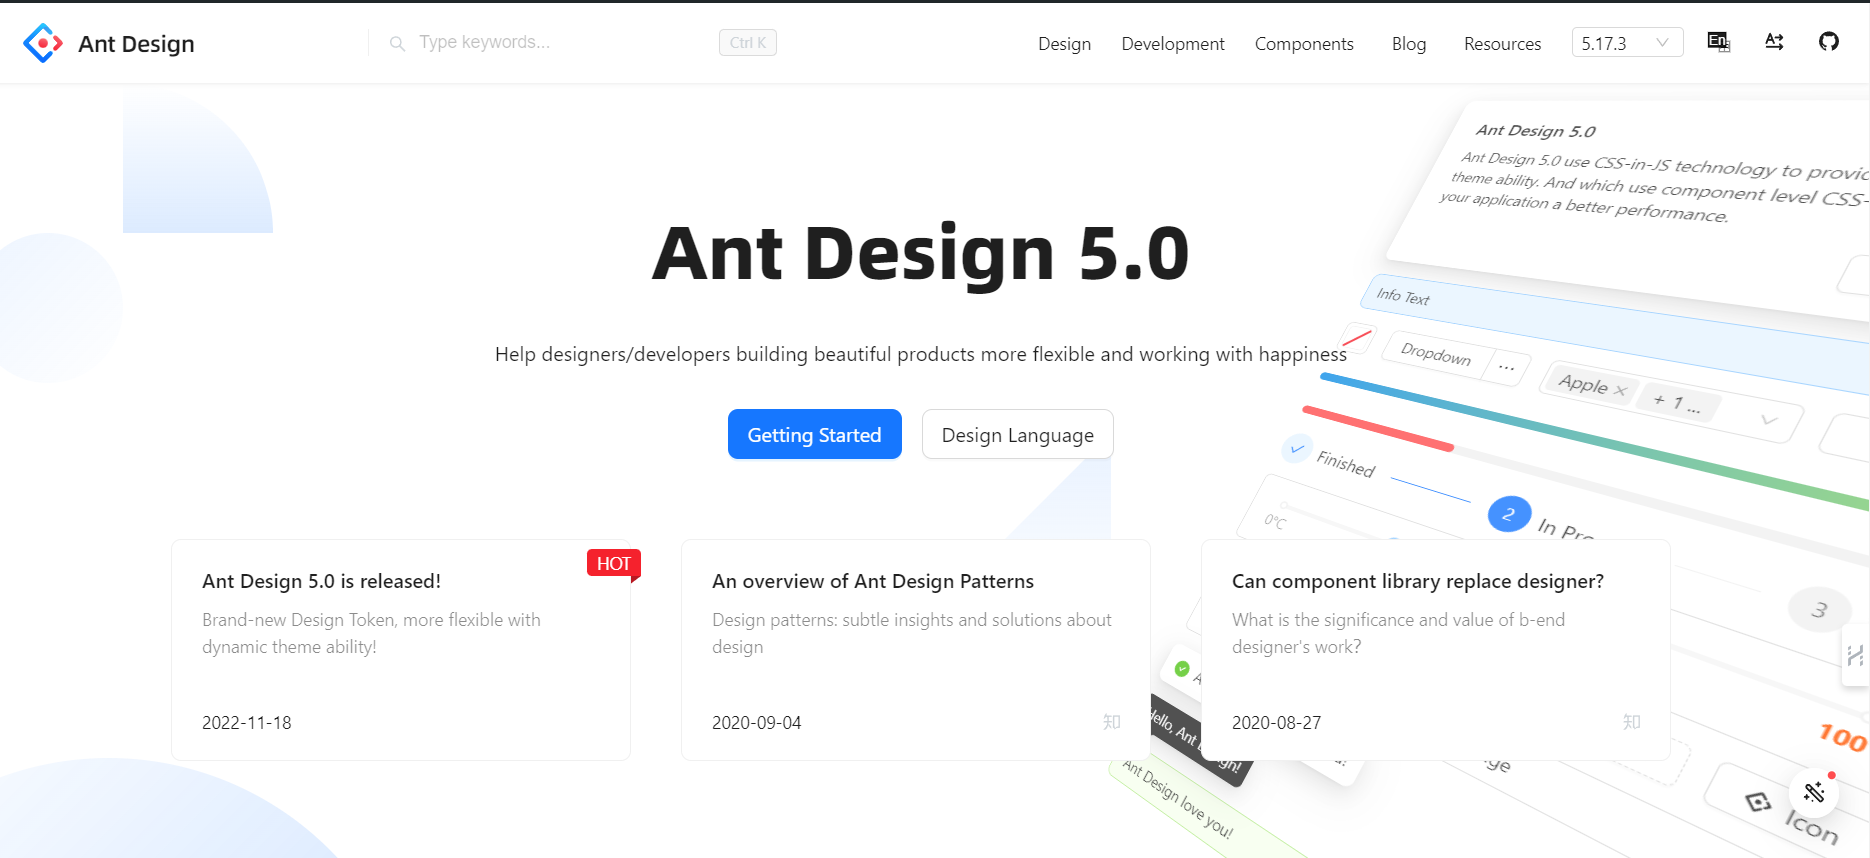 Ant Design
Type keywords...
Ctrl K
Design
Development
Components
Blog
Resources
5.17.3
En
Ant Design 5.0
Ant Design 5.0 use CSS-in-JS technology to provid
theme ability. And which use component level CSS-
your application a better performance.
Ant Design 5.0
Info Text
Help designers/developers building beautiful products more flexible and working with happiness
Dropdown
...
Apple
+ 1 ...
Getting Started
Design Language
Finished
2
In Pro
0°C
HOT
Ant Design 5.0 is released!
Brand-new Design Token, more flexible with
dynamic theme ability!
2022-11-18
An overview of Ant Design Patterns
Design patterns: subtle insights and solutions about
design
2020-09-04
知
Can component library replace designer?
What is the significance and value of b-end
designer's work?
2020-08-27
知
3
A
Hello, Ant Design!
Ant Design love you!
100
Icon